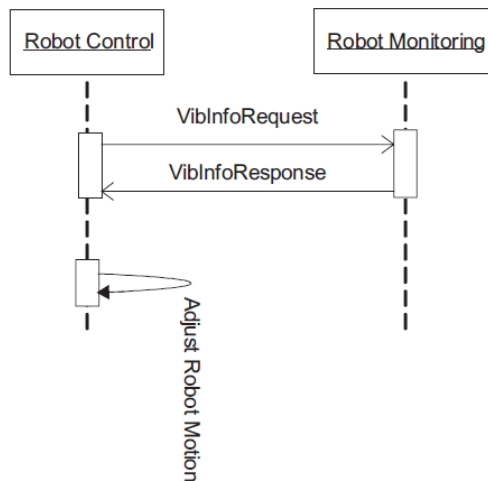 Robot Control
Robot Monitoring
VibInfoRequest
VibInfoResponse
Adjust Robot Motion